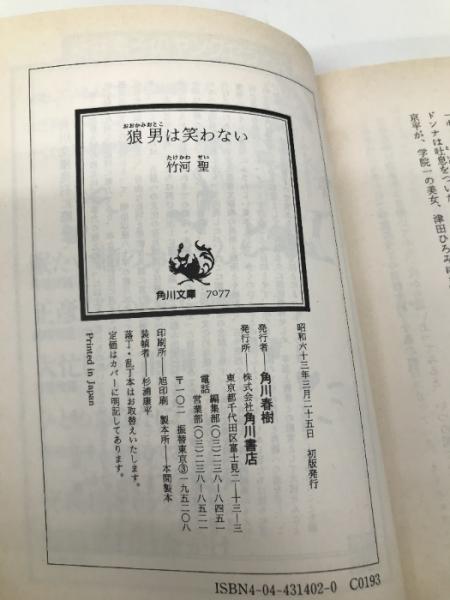 おおかみおとこ
狼男は笑わない
たけかわ せい
竹河 聖
角川文庫 7077
昭和六十三年三月二十五日 初版発行
発行者――角川春樹
発行所――株式会社角川書店
東京都千代田区富士見二―十三―三
電話 編集部(〇三)二三八―八四五一
営業部(〇三)二三八―八五二一
〒一〇二 振替東京③一九五二〇八
印刷所――旭印刷 製本所――本間製本
装幀者――杉浦康平
落丁・乱丁本はお取替えいたします。
定価はカバーに明記してあります。
Printed in Japan
ISBN4-04-431402-0 C0193
ドンナは吐息をついた
京平が、学院一の美女、津田ひろみ